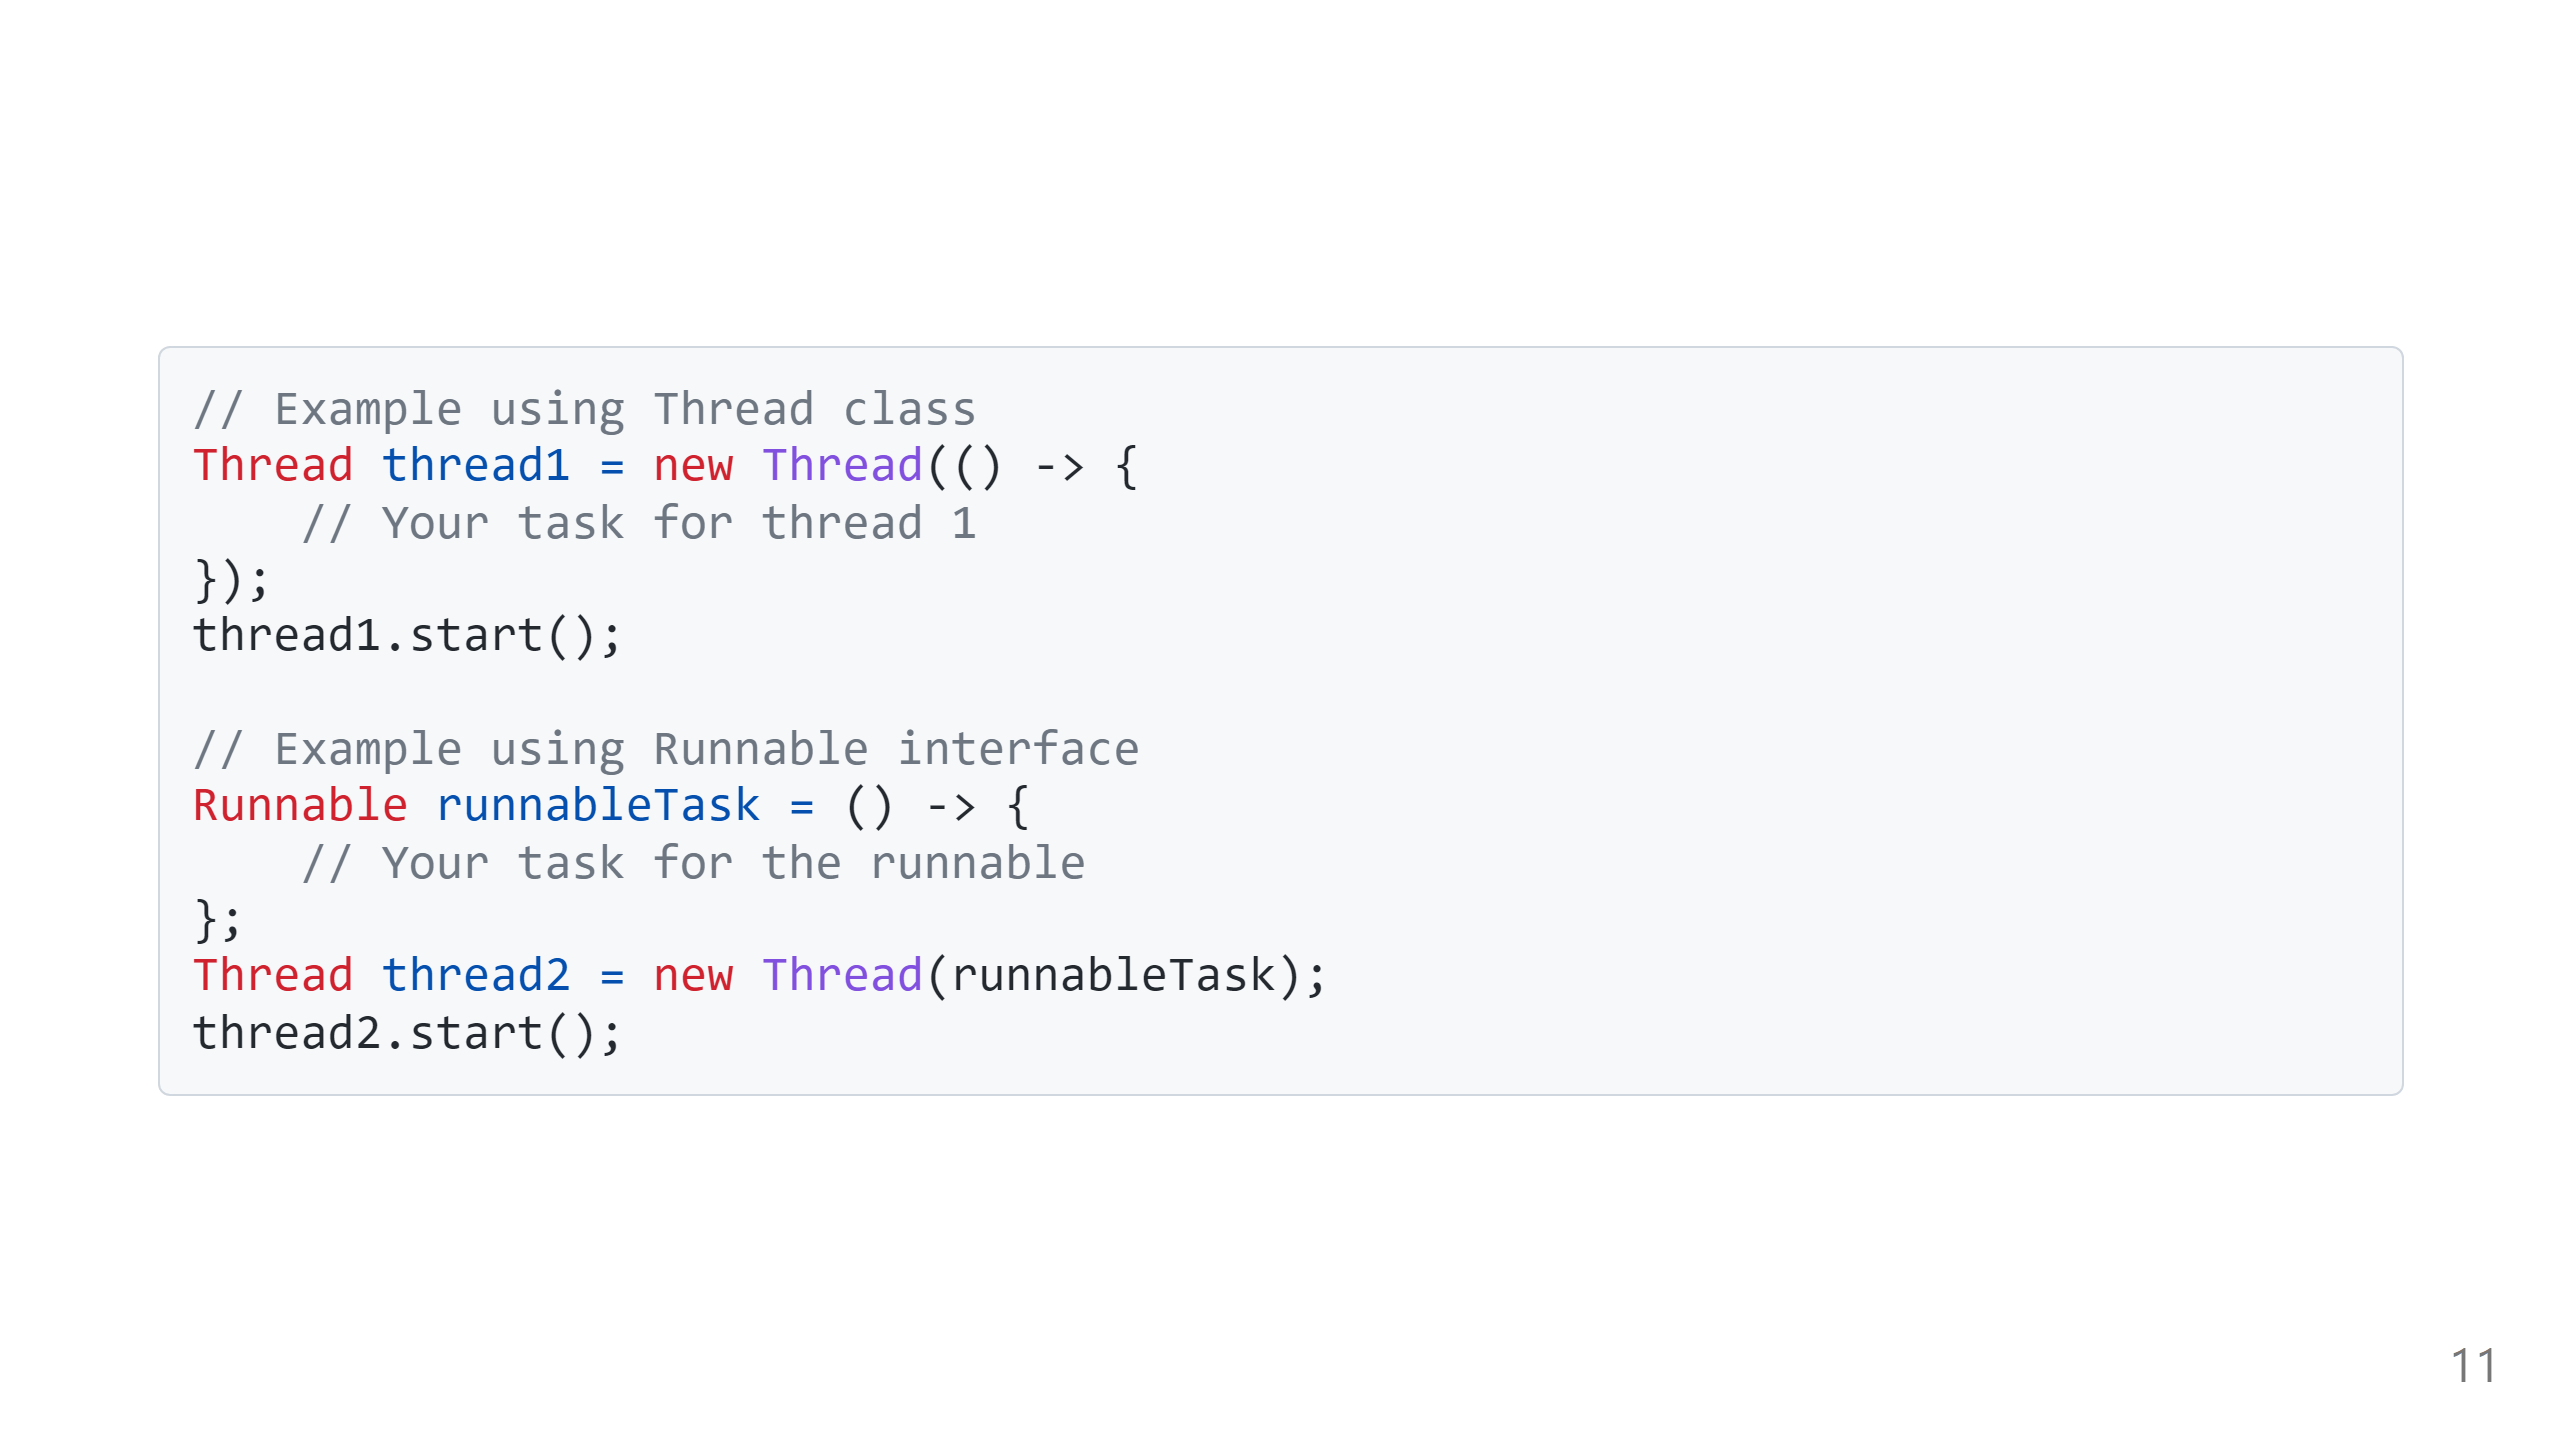 // Example using Thread class
Thread thread1 = new Thread(() -> {
    // Your task for thread 1
});
thread1.start();

// Example using Runnable interface
Runnable runnableTask = () -> {
    // Your task for the runnable
};
Thread thread2 = new Thread(runnableTask);
thread2.start();
11